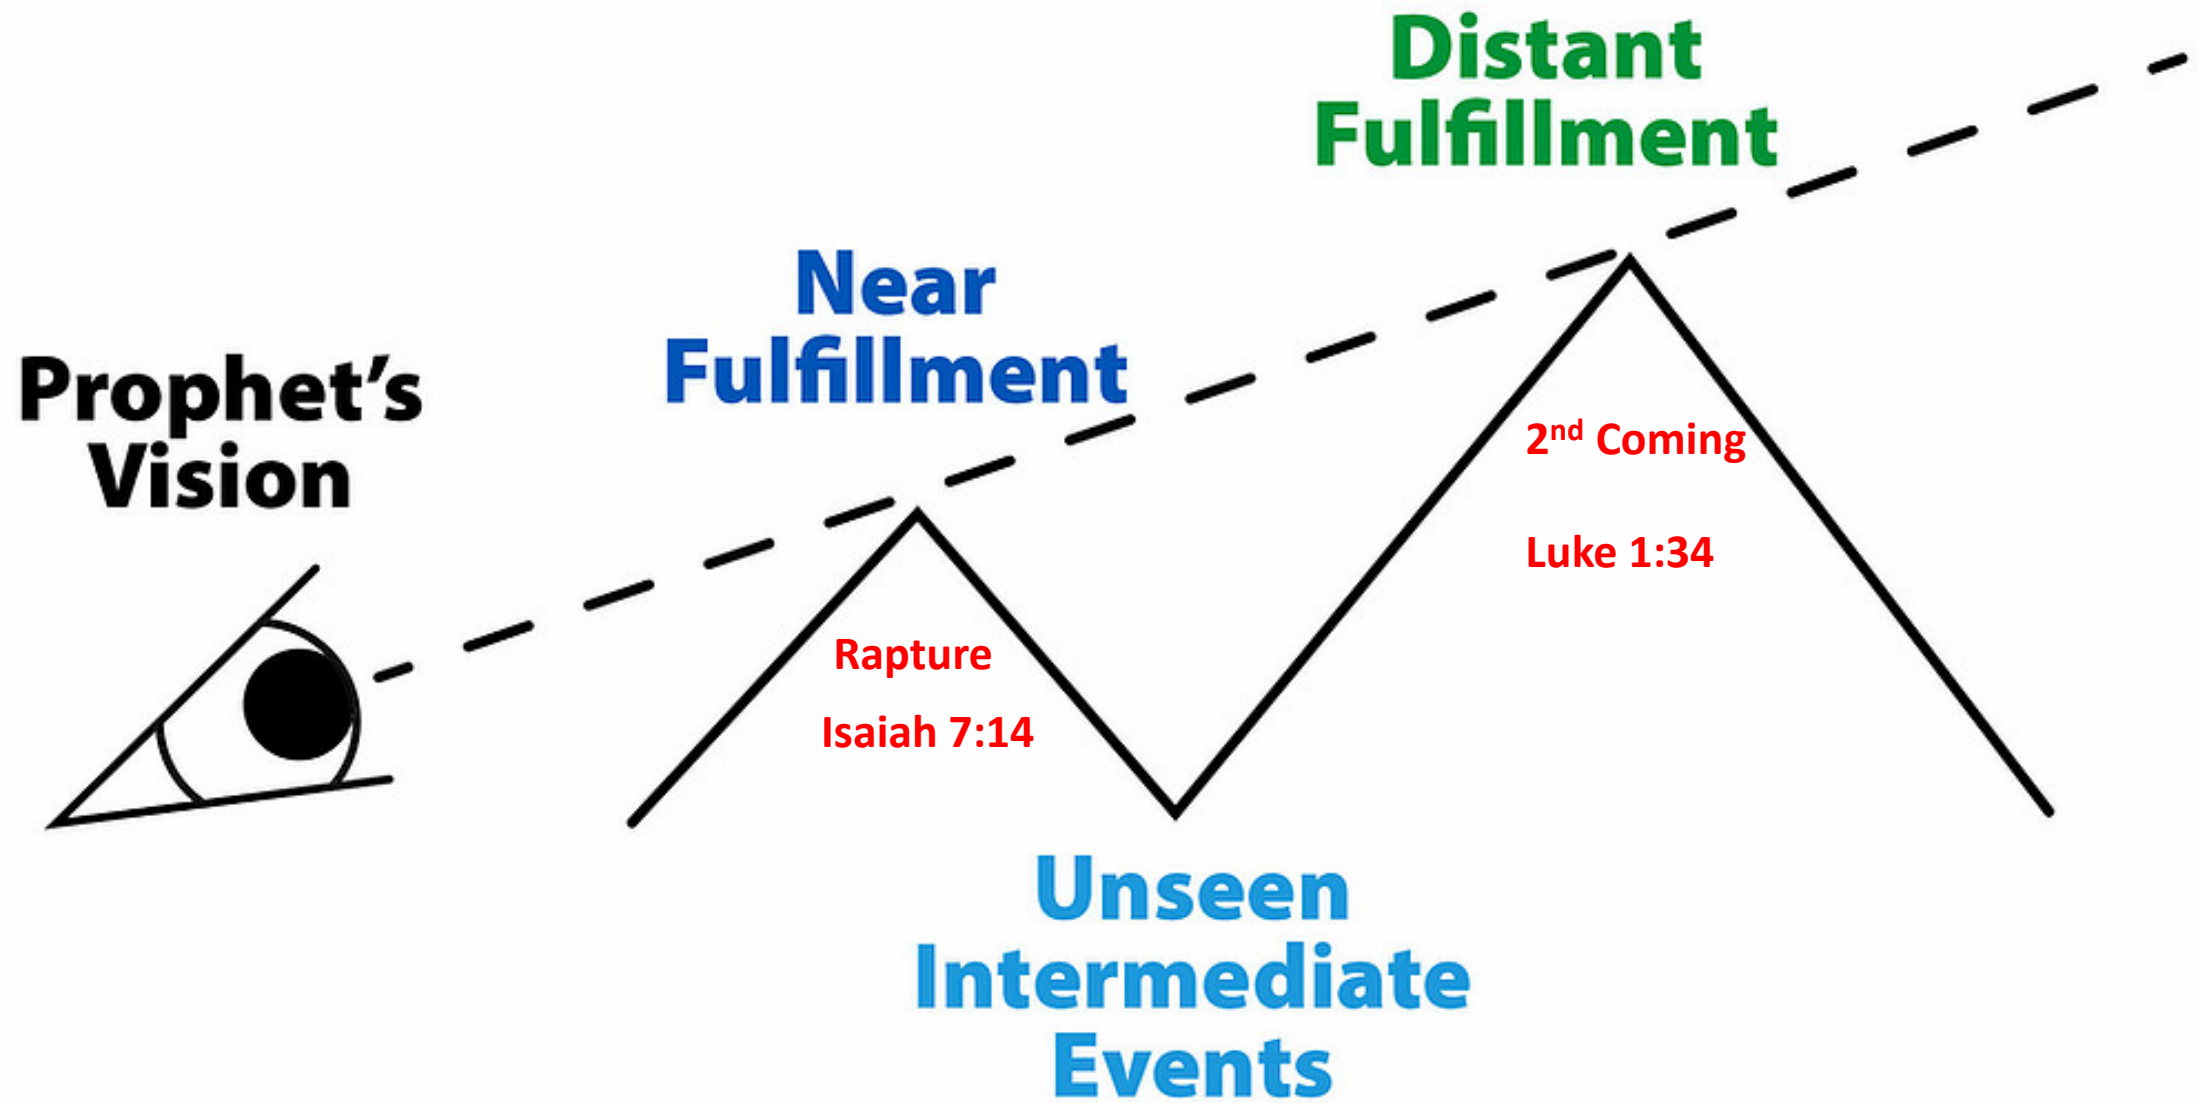 Distant
Fulfillment
Near
Fulfillment
Prophet’s
Vision
2nd Coming
Luke 1:34
Rapture
Isaiah 7:14
Unseen
Intermediate
Events